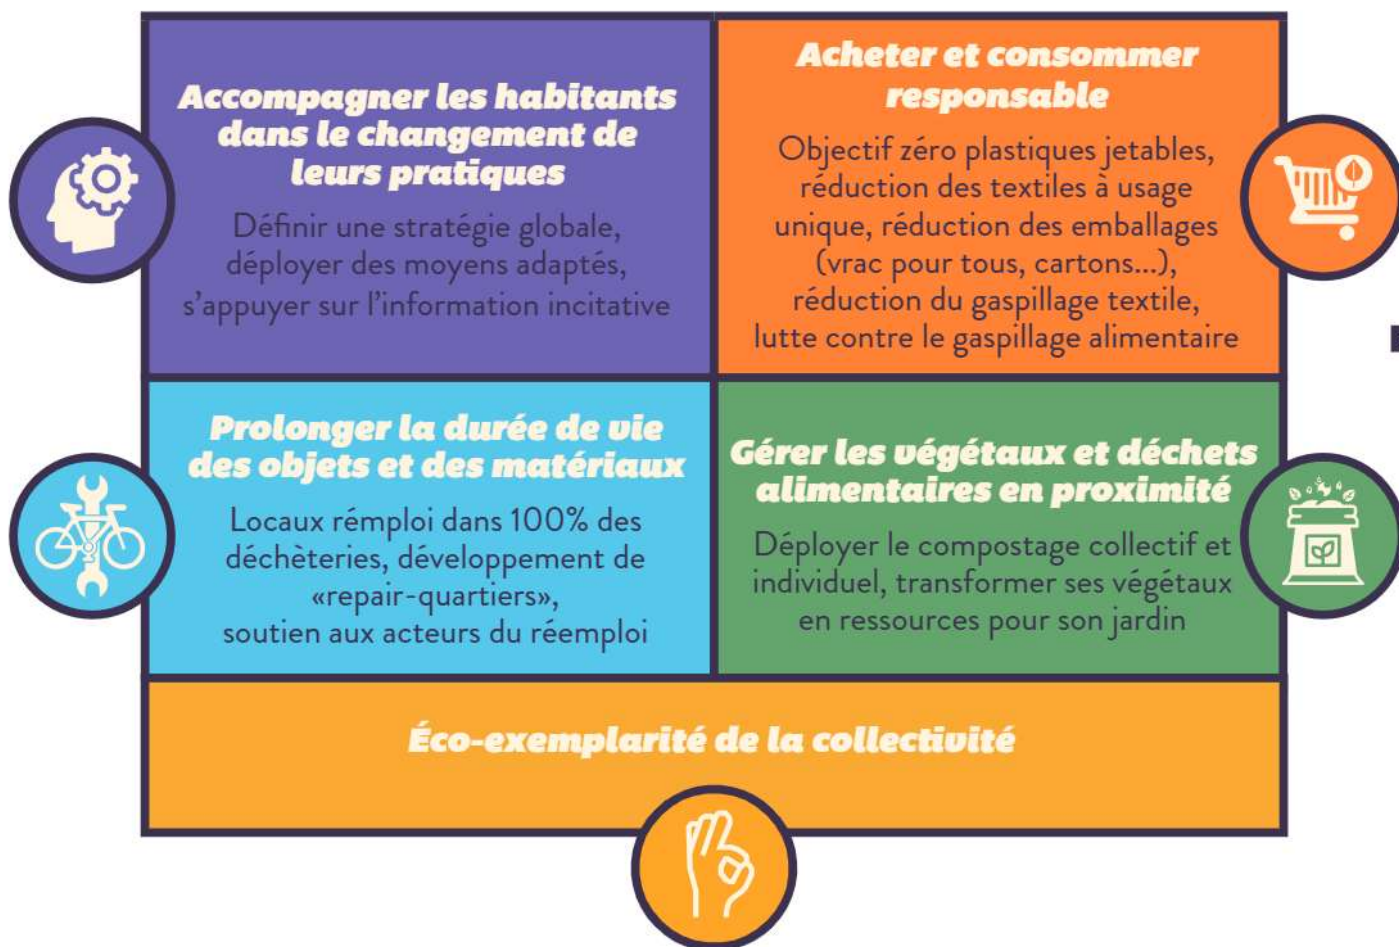 Accompagner les habitants
dans le changement de
leurs pratiques
Définir une stratégie globale,
déployer des moyens adaptés,
s'appuyer sur l'information incitative
Acheter et consommer
responsable
Objectif zéro plastiques jetables,
réduction des textiles à usage
unique, réduction des emballages
(vrac pour tous, cartons...),
réduction du gaspillage textile,
lutte contre le gaspillage alimentaire
Prolonger la durée de vie
des objets et des matériaux
Locaux rémploi dans 100% des
déchèteries, développement de
«repair-quartiers»,
soutien aux acteurs du réemploi
Gérer les végétaux et déchets
alimentaires en proximité
Déployer le compostage collectif et
individuel, transformer ses végétaux
en ressources pour son jardin
Éco-exemplarité de la collectivité